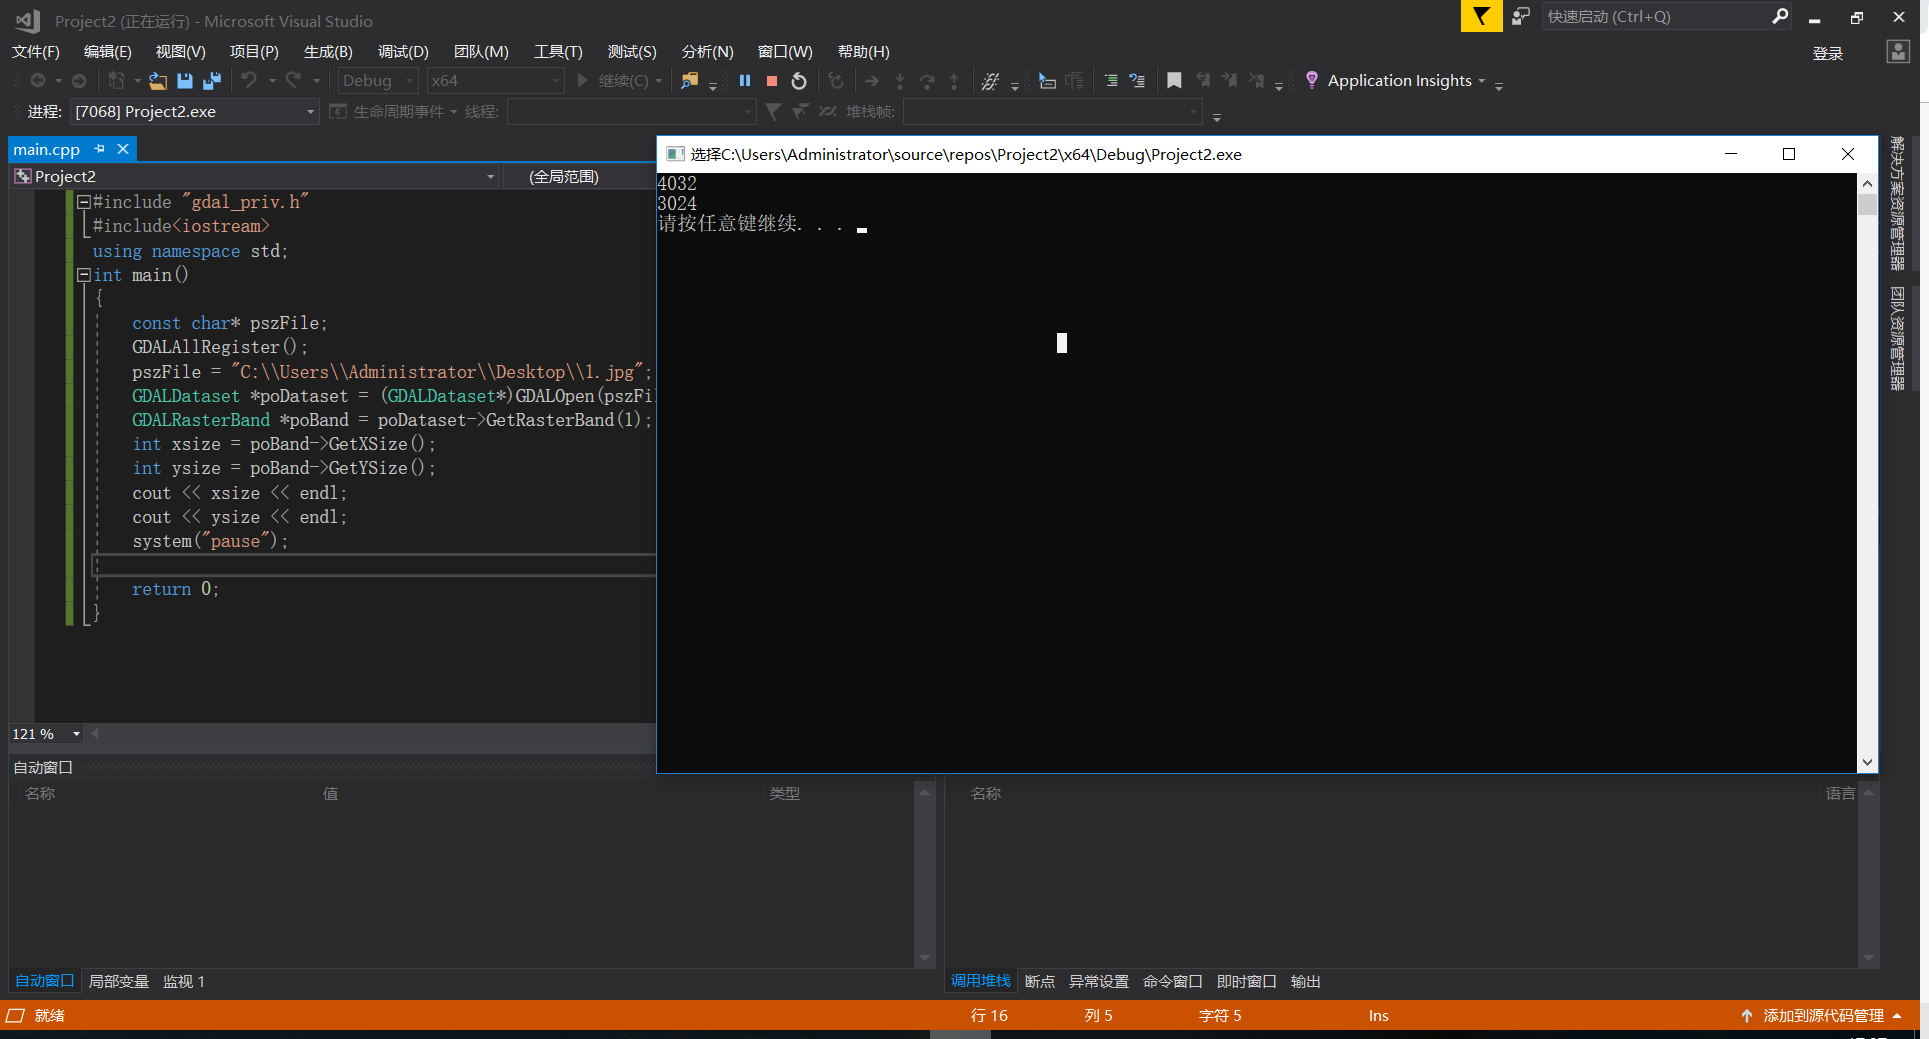 Project2 (正在运行) - Microsoft Visual Studio
快速启动 (Ctrl+Q)
文件(F) 编辑(E) 视图(V) 项目(P) 生成(B) 调试(D) 团队(M) 工具(T) 测试(S) 分析(N) 窗口(W) 帮助(H)
登录
Debug x64 继续(C) Application Insights
进程: [7068] Project2.exe 生命周期事件 线程: 堆栈帧:
main.cpp
Project2 (全局范围)
#include "gdal_priv.h"
#include<iostream>
using namespace std;
int main()
{
const char* pszFile;
GDALAllRegister();
pszFile = "C:\\Users\\Administrator\\Desktop\\1.jpg";
GDALDataset *poDataset = (GDALDataset*)GDALOpen(pszFil
GDALRasterBand *poBand = poDataset->GetRasterBand(1);
int xsize = poBand->GetXSize();
int ysize = poBand->GetYSize();
cout << xsize << endl;
cout << ysize << endl;
system("pause");
return 0;
}
选择C:\Users\Administrator\source\repos\Project2\x64\Debug\Project2.exe
4032
3024
请按任意键继续. . .
解决方案资源管理器
团队资源管理器
121 %
自动窗口
名称 值 类型
名称 语言
自动窗口 局部变量 监视 1
调用堆栈 断点 异常设置 命令窗口 即时窗口 输出
就绪 行 16 列 5 字符 5 Ins 添加到源代码管理